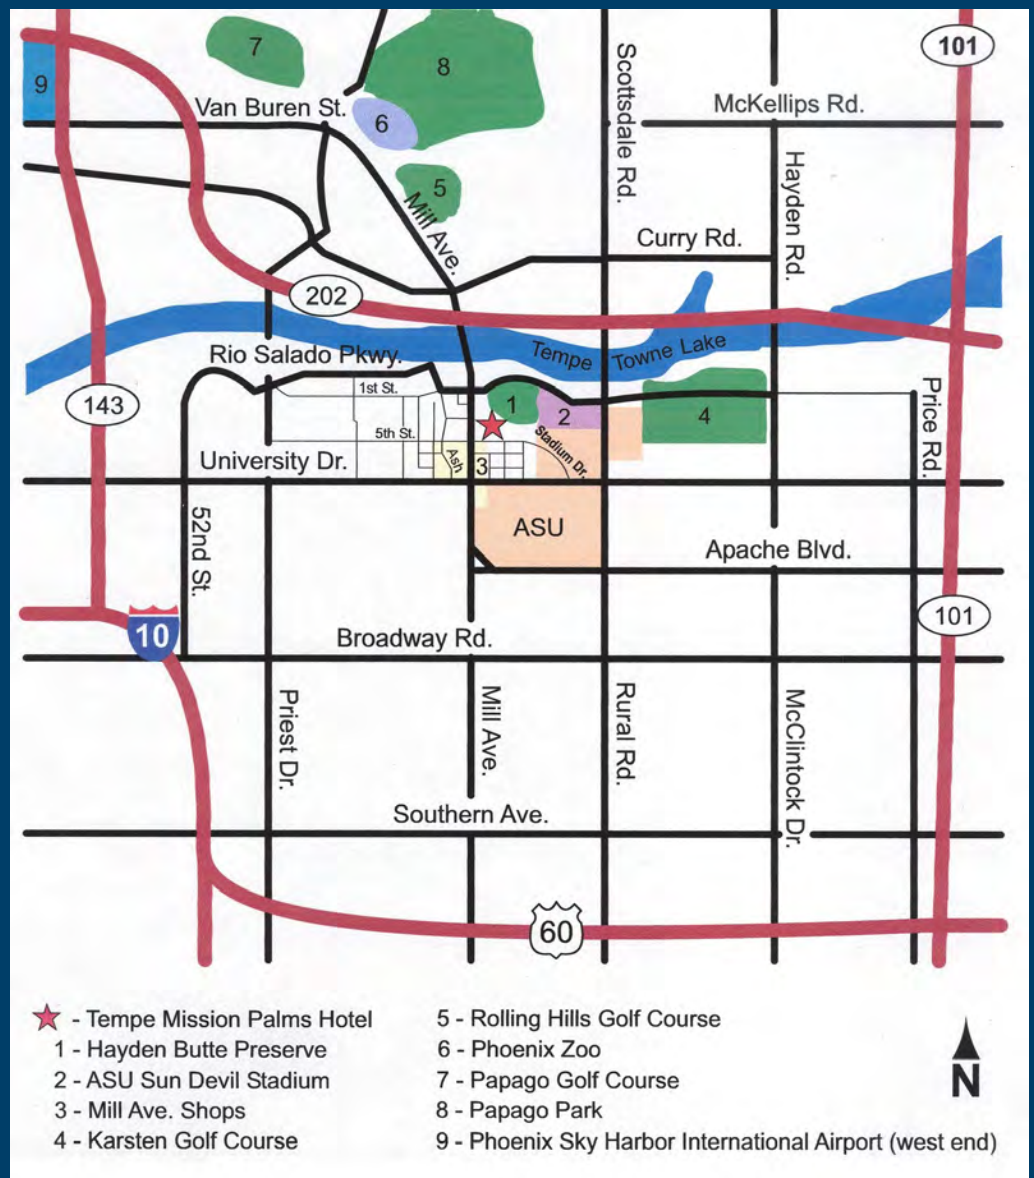 101
7
8
9
Van Buren St.
McKellips Rd.
6
Scottsdale Rd.
5
Mill Ave.
Hayden Rd.
Curry Rd.
202
Tempe Towne Lake
Rio Salado Pkwy.
143
1st St.
1
2
4
Price Rd.
5th St.
Stadium Dr.
University Dr.
Ash
3
52nd St.
ASU
Apache Blvd.
10
101
Broadway Rd.
Priest Dr.
Mill Ave.
Rural Rd.
McClintock Dr.
Southern Ave.
60
- Tempe Mission Palms Hotel
1 - Hayden Butte Preserve
2 - ASU Sun Devil Stadium
3 - Mill Ave. Shops
4 - Karsten Golf Course
5 - Rolling Hills Golf Course
6 - Phoenix Zoo
7 - Papago Golf Course
8 - Papago Park
9 - Phoenix Sky Harbor International Airport (west end)
N